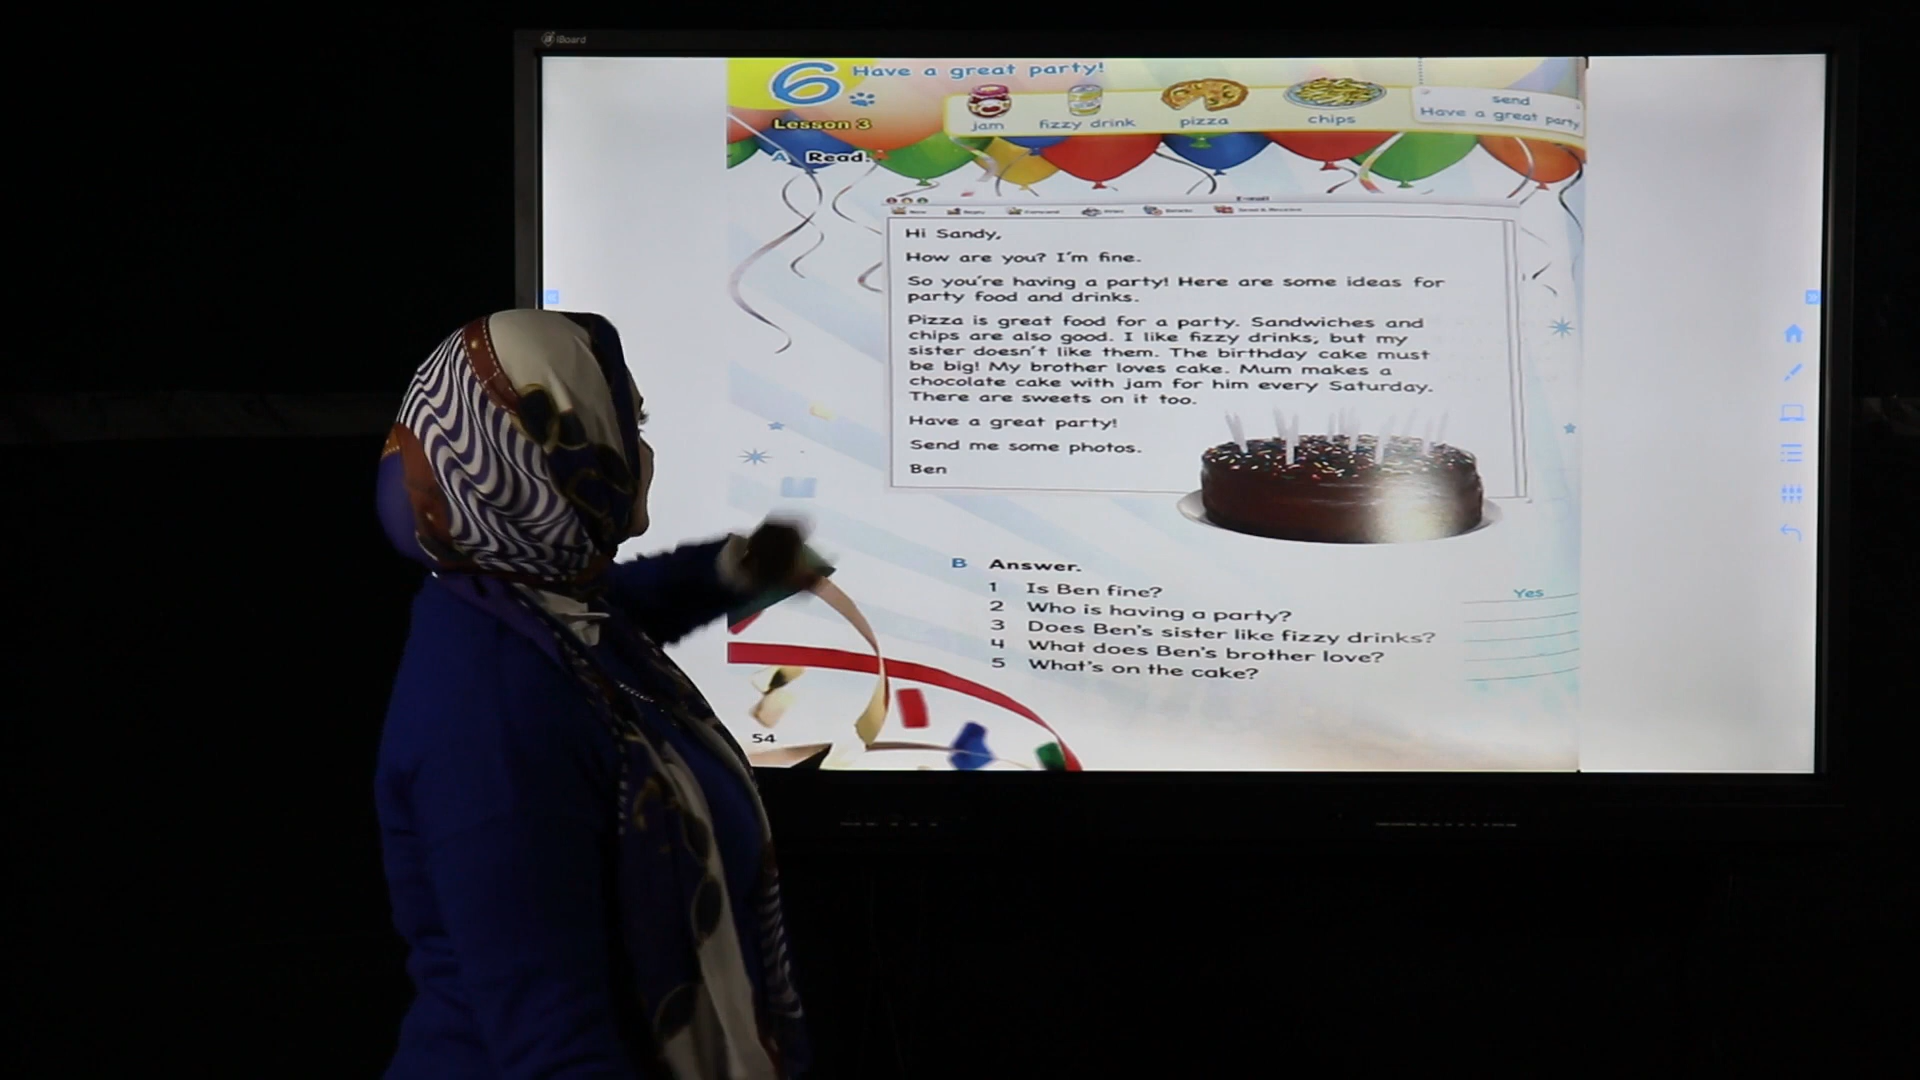 iBoard
6 Have a great party!
Lesson 3
jam
fizzy drink
pizza
chips
send
Have a great party
A Read.
E-mail
Hi Sandy,
How are you? I'm fine.
So you're having a party! Here are some ideas for
party food and drinks.
Pizza is great food for a party. Sandwiches and
chips are also good. I like fizzy drinks, but my
sister doesn't like them. The birthday cake must
be big! My brother loves cake. Mum makes a
chocolate cake with jam for him every Saturday.
There are sweets on it too.
Have a great party!
Send me some photos.
Ben
B Answer.
1 Is Ben fine? Yes
2 Who is having a party?
3 Does Ben's sister like fizzy drinks?
4 What does Ben's brother love?
5 What's on the cake?
54